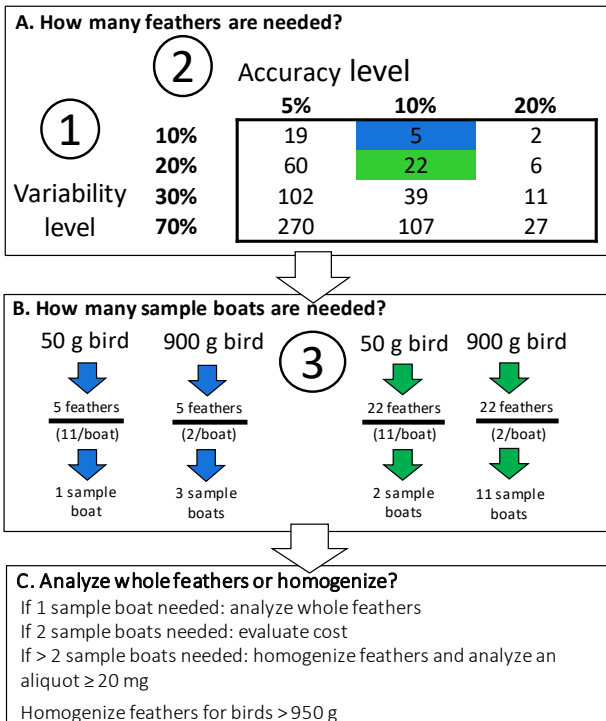 A. How many feathers are needed?
2 Accuracy level
5% 10% 20%
1
10% 19 5 2
20% 60 22 6
Variability 30% 102 39 11
level 70% 270 107 27
B. How many sample boats are needed?
50 g bird 900 g bird 3 50 g bird 900 g bird
5 feathers 5 feathers 22 feathers 22 feathers
(11/boat) (2/boat) (11/boat) (2/boat)
1 sample 3 sample 2 sample 11 sample
boat boats boats boats
C. Analyze whole feathers or homogenize?
If 1 sample boat needed: analyze whole feathers
If 2 sample boats needed: evaluate cost
If > 2 sample boats needed: homogenize feathers and analyze an
aliquot ≥ 20 mg
Homogenize feathers for birds > 950 g